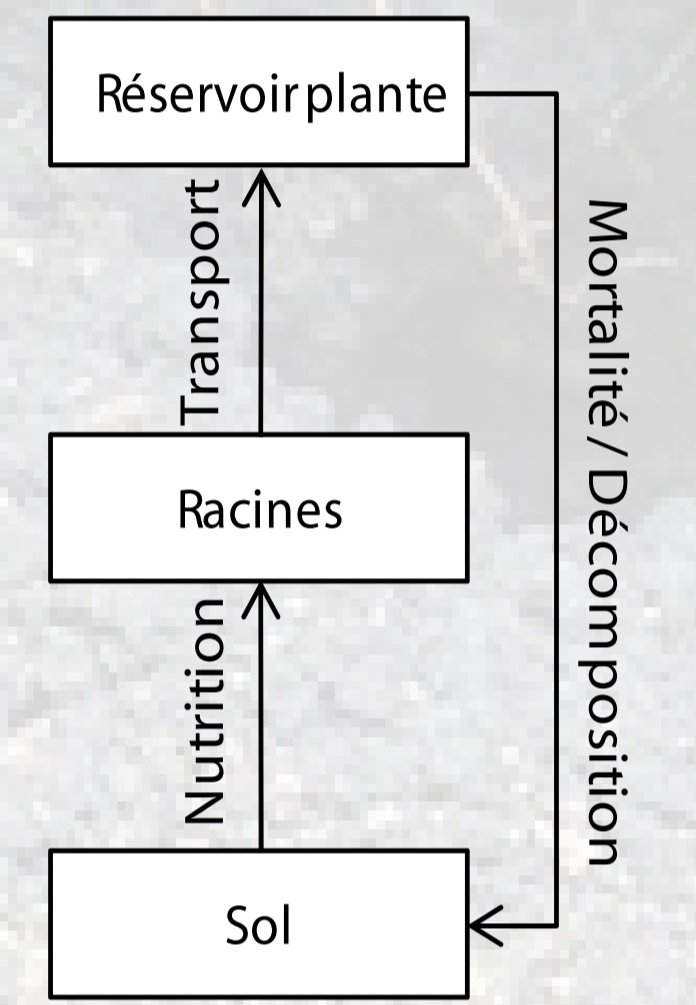 Réservoir plante
Transport
Mortalité / Décomposition
Racines
Nutrition
Sol